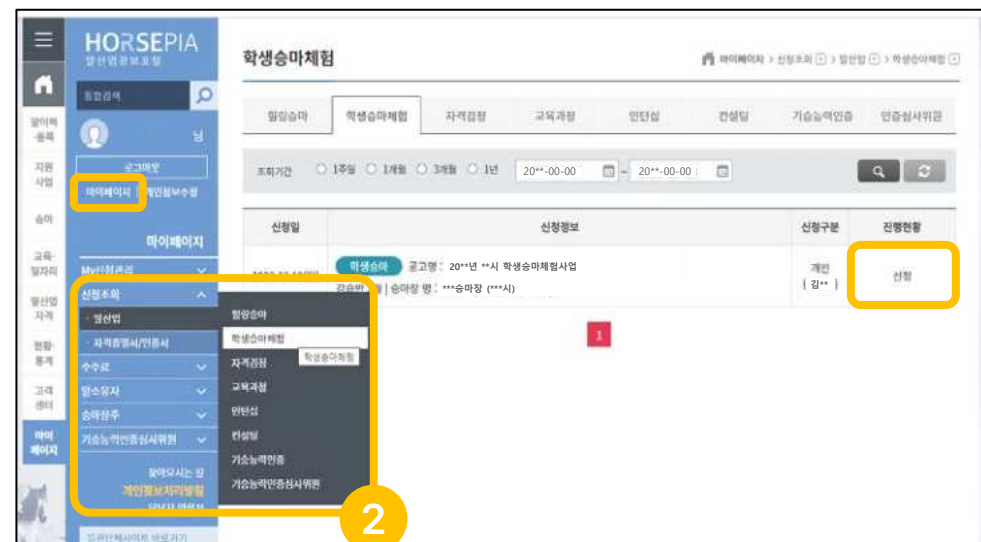 HORSEPIA
말산업정보포털
통합검색
님
로그아웃
마이페이지 | 개인정보수정
마이페이지
My신청관리
신청조회
- 말산업
- 자격증명서/인증서
수수료
말소유자
승마장주
기승능력인증심사위원
찾아오시는 길
개인정보처리방침
지원
사업
승마
교육·
일자리
말산업
자격
현황·
통계
고객
센터
마이
페이지
힐링승마
학생승마체험
학생승마체험
자격검정
교육과정
인턴십
컨설팅
기승능력인증
기승능력인증심사위원
2
학생승마체험
마이페이지 > 신청조회 > 말산업 > 학생승마체험
힐링승마 학생승마체험 자격검정 교육과정 인턴십 컨설팅 기승능력인증 인증심사위원
조회기간 1주일 1개월 3개월 1년 20**-00-00 - 20**-00-00
신청일 신청정보 신청구분 진행현황
학생승마 공고명 : 20**년 **시 학생승마체험사업
강습반 | 승마장 명 : ***승마장 (***시)
개인
( 김** )
신청
1